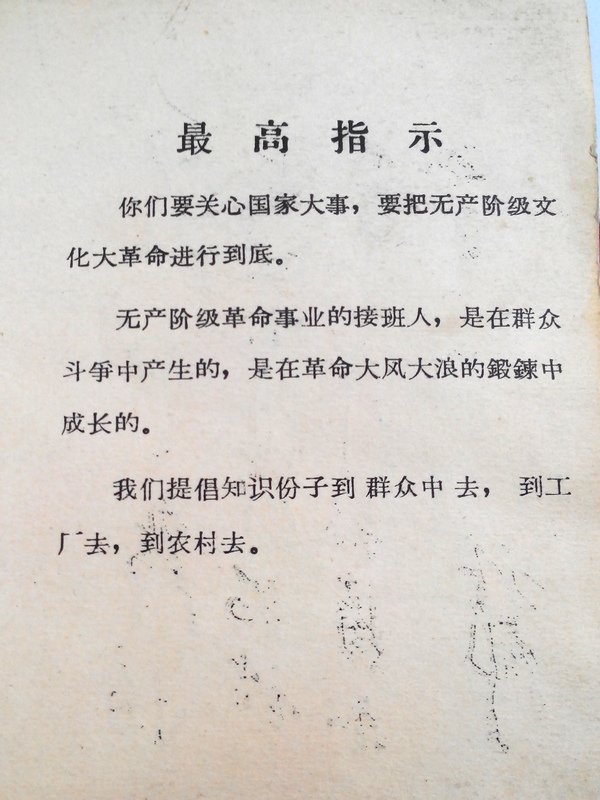 最高指示
你们要关心国家大事，要把无产阶级文
化大革命进行到底。
无产阶级革命事业的接班人，是在群众
斗争中产生的，是在革命大风大浪的鍛鍊中
成长的。
我们提倡知识份子到群众中去，到工
厂去，到农村去。